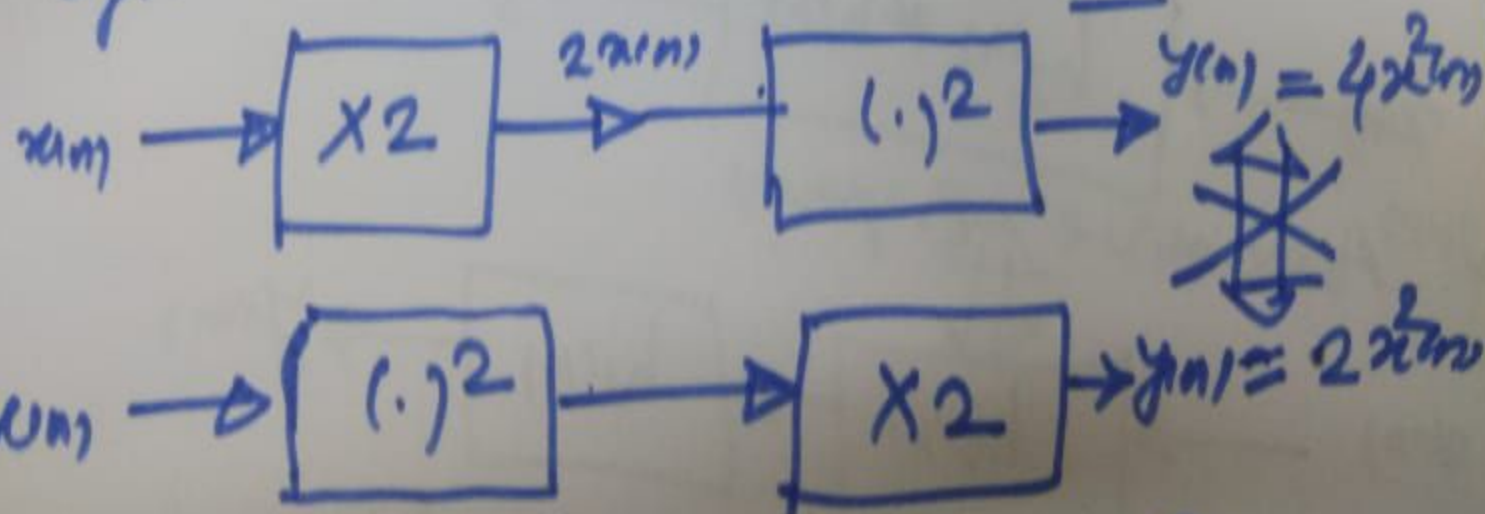 2x(n)
x(n) X2 (.)² y(n) = 4x²(n)
(.)² X2 y(n) = 2x²(n)